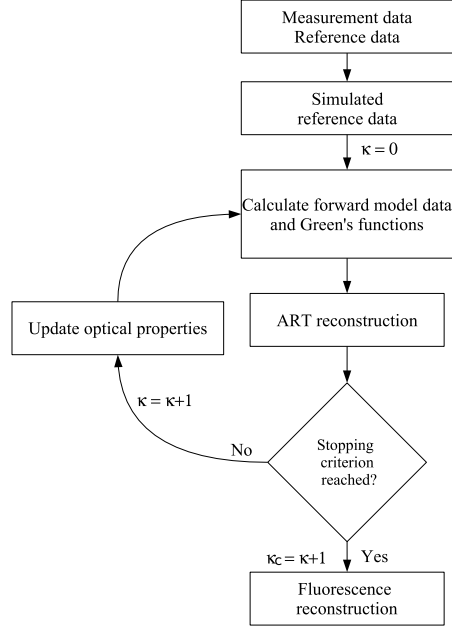 Measurement data
Reference data
Simulated
reference data
κ = 0
Calculate forward model data
and Green's functions
ART reconstruction
Update optical properties
κ = κ+1
No
Stopping
criterion
reached?
κc = κ+1
Yes
Fluorescence
reconstruction